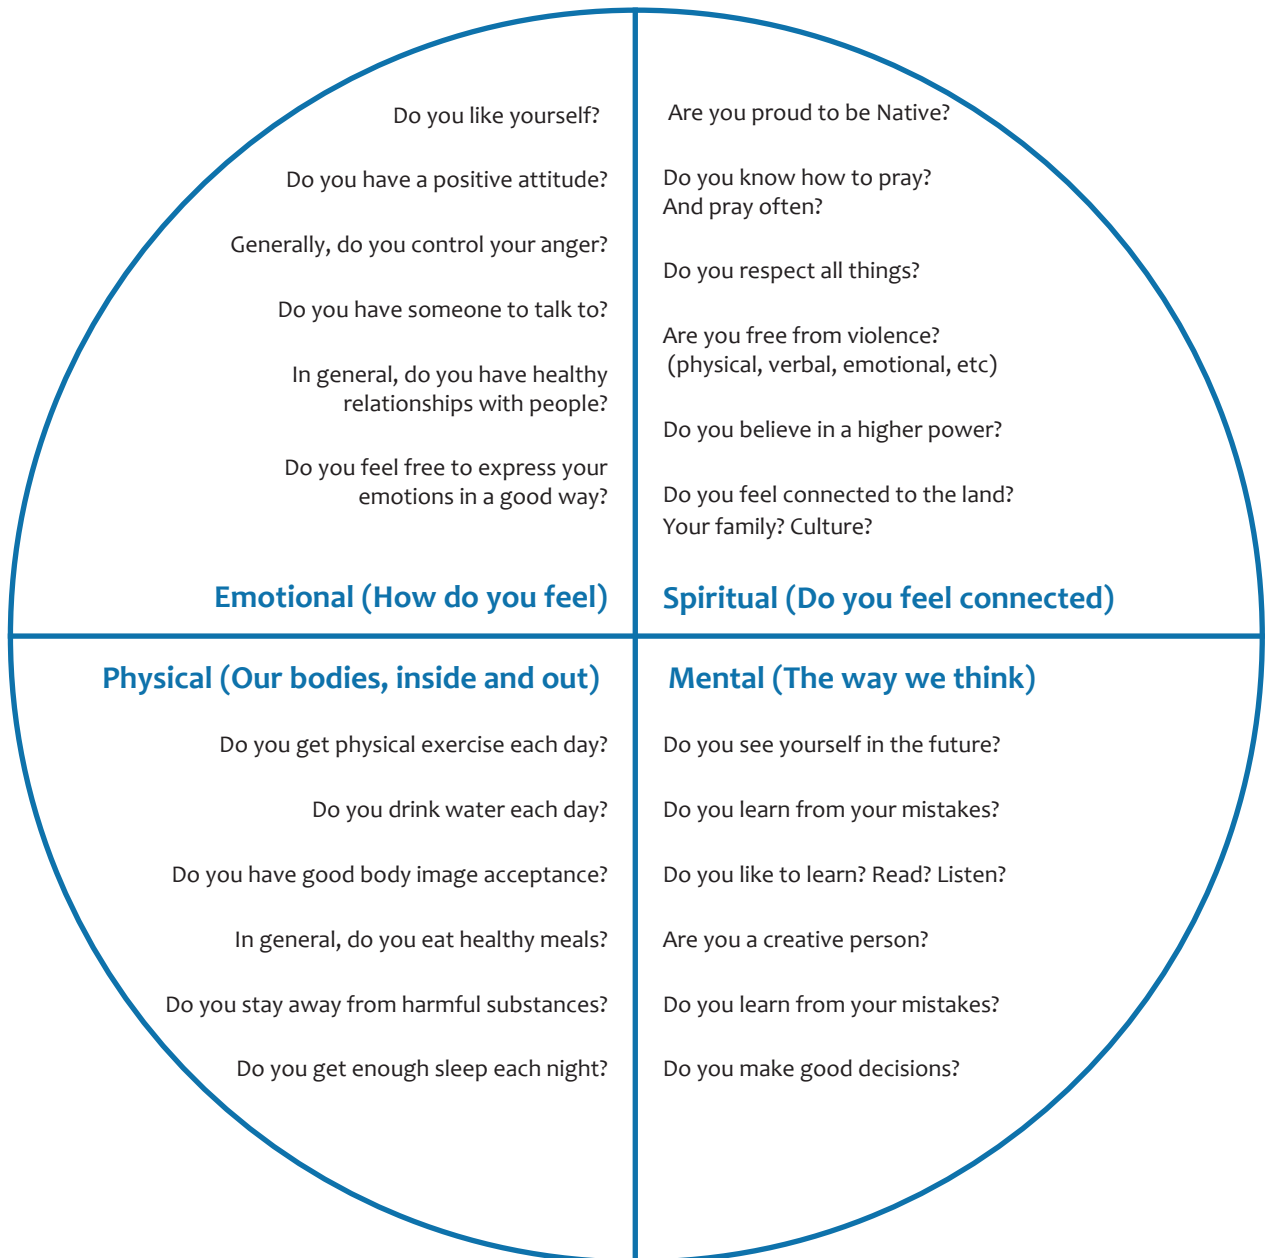 Do you like yourself?
Do you have a positive attitude?
Generally, do you control your anger?
Do you have someone to talk to?
In general, do you have healthy
relationships with people?
Do you feel free to express your
emotions in a good way?
Emotional (How do you feel)
Are you proud to be Native?
Do you know how to pray?
And pray often?
Do you respect all things?
Are you free from violence?
(physical, verbal, emotional, etc)
Do you believe in a higher power?
Do you feel connected to the land?
Your family? Culture?
Spiritual (Do you feel connected)
Physical (Our bodies, inside and out)
Do you get physical exercise each day?
Do you drink water each day?
Do you have good body image acceptance?
In general, do you eat healthy meals?
Do you stay away from harmful substances?
Do you get enough sleep each night?
Mental (The way we think)
Do you see yourself in the future?
Do you learn from your mistakes?
Do you like to learn? Read? Listen?
Are you a creative person?
Do you learn from your mistakes?
Do you make good decisions?